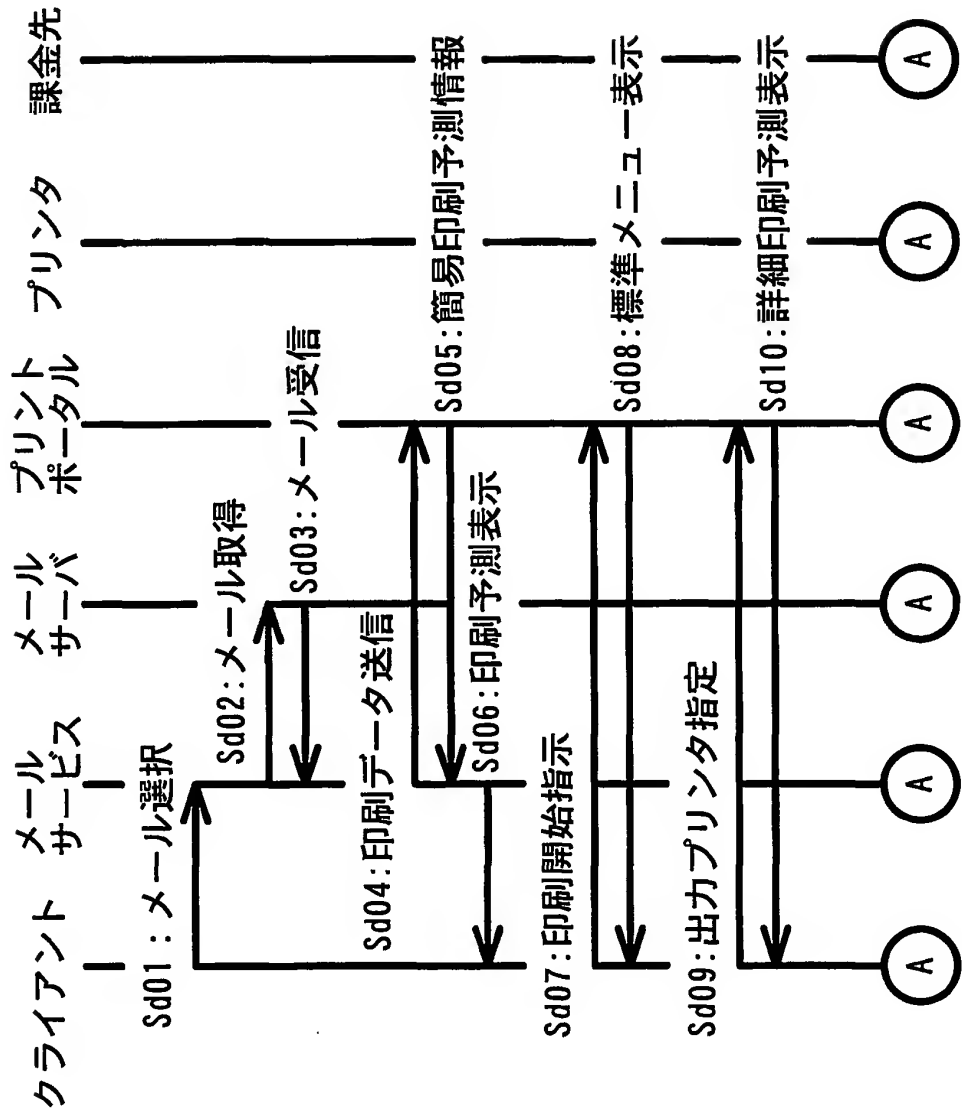 クライアント
メール
サービス
メール
サーバ
プリント
ポータル
プリンタ
課金先
Sd01：メール選択
Sd02:メール取得
Sd03:メール受信
Sd04:印刷データ送信
Sd05:簡易印刷予測情報
Sd06:印刷予測表示
Sd07:印刷開始指示
Sd08:標準メニュー表示
Sd09:出力プリンタ指定
Sd10:詳細印刷予測表示
A
A
A
A
A
A